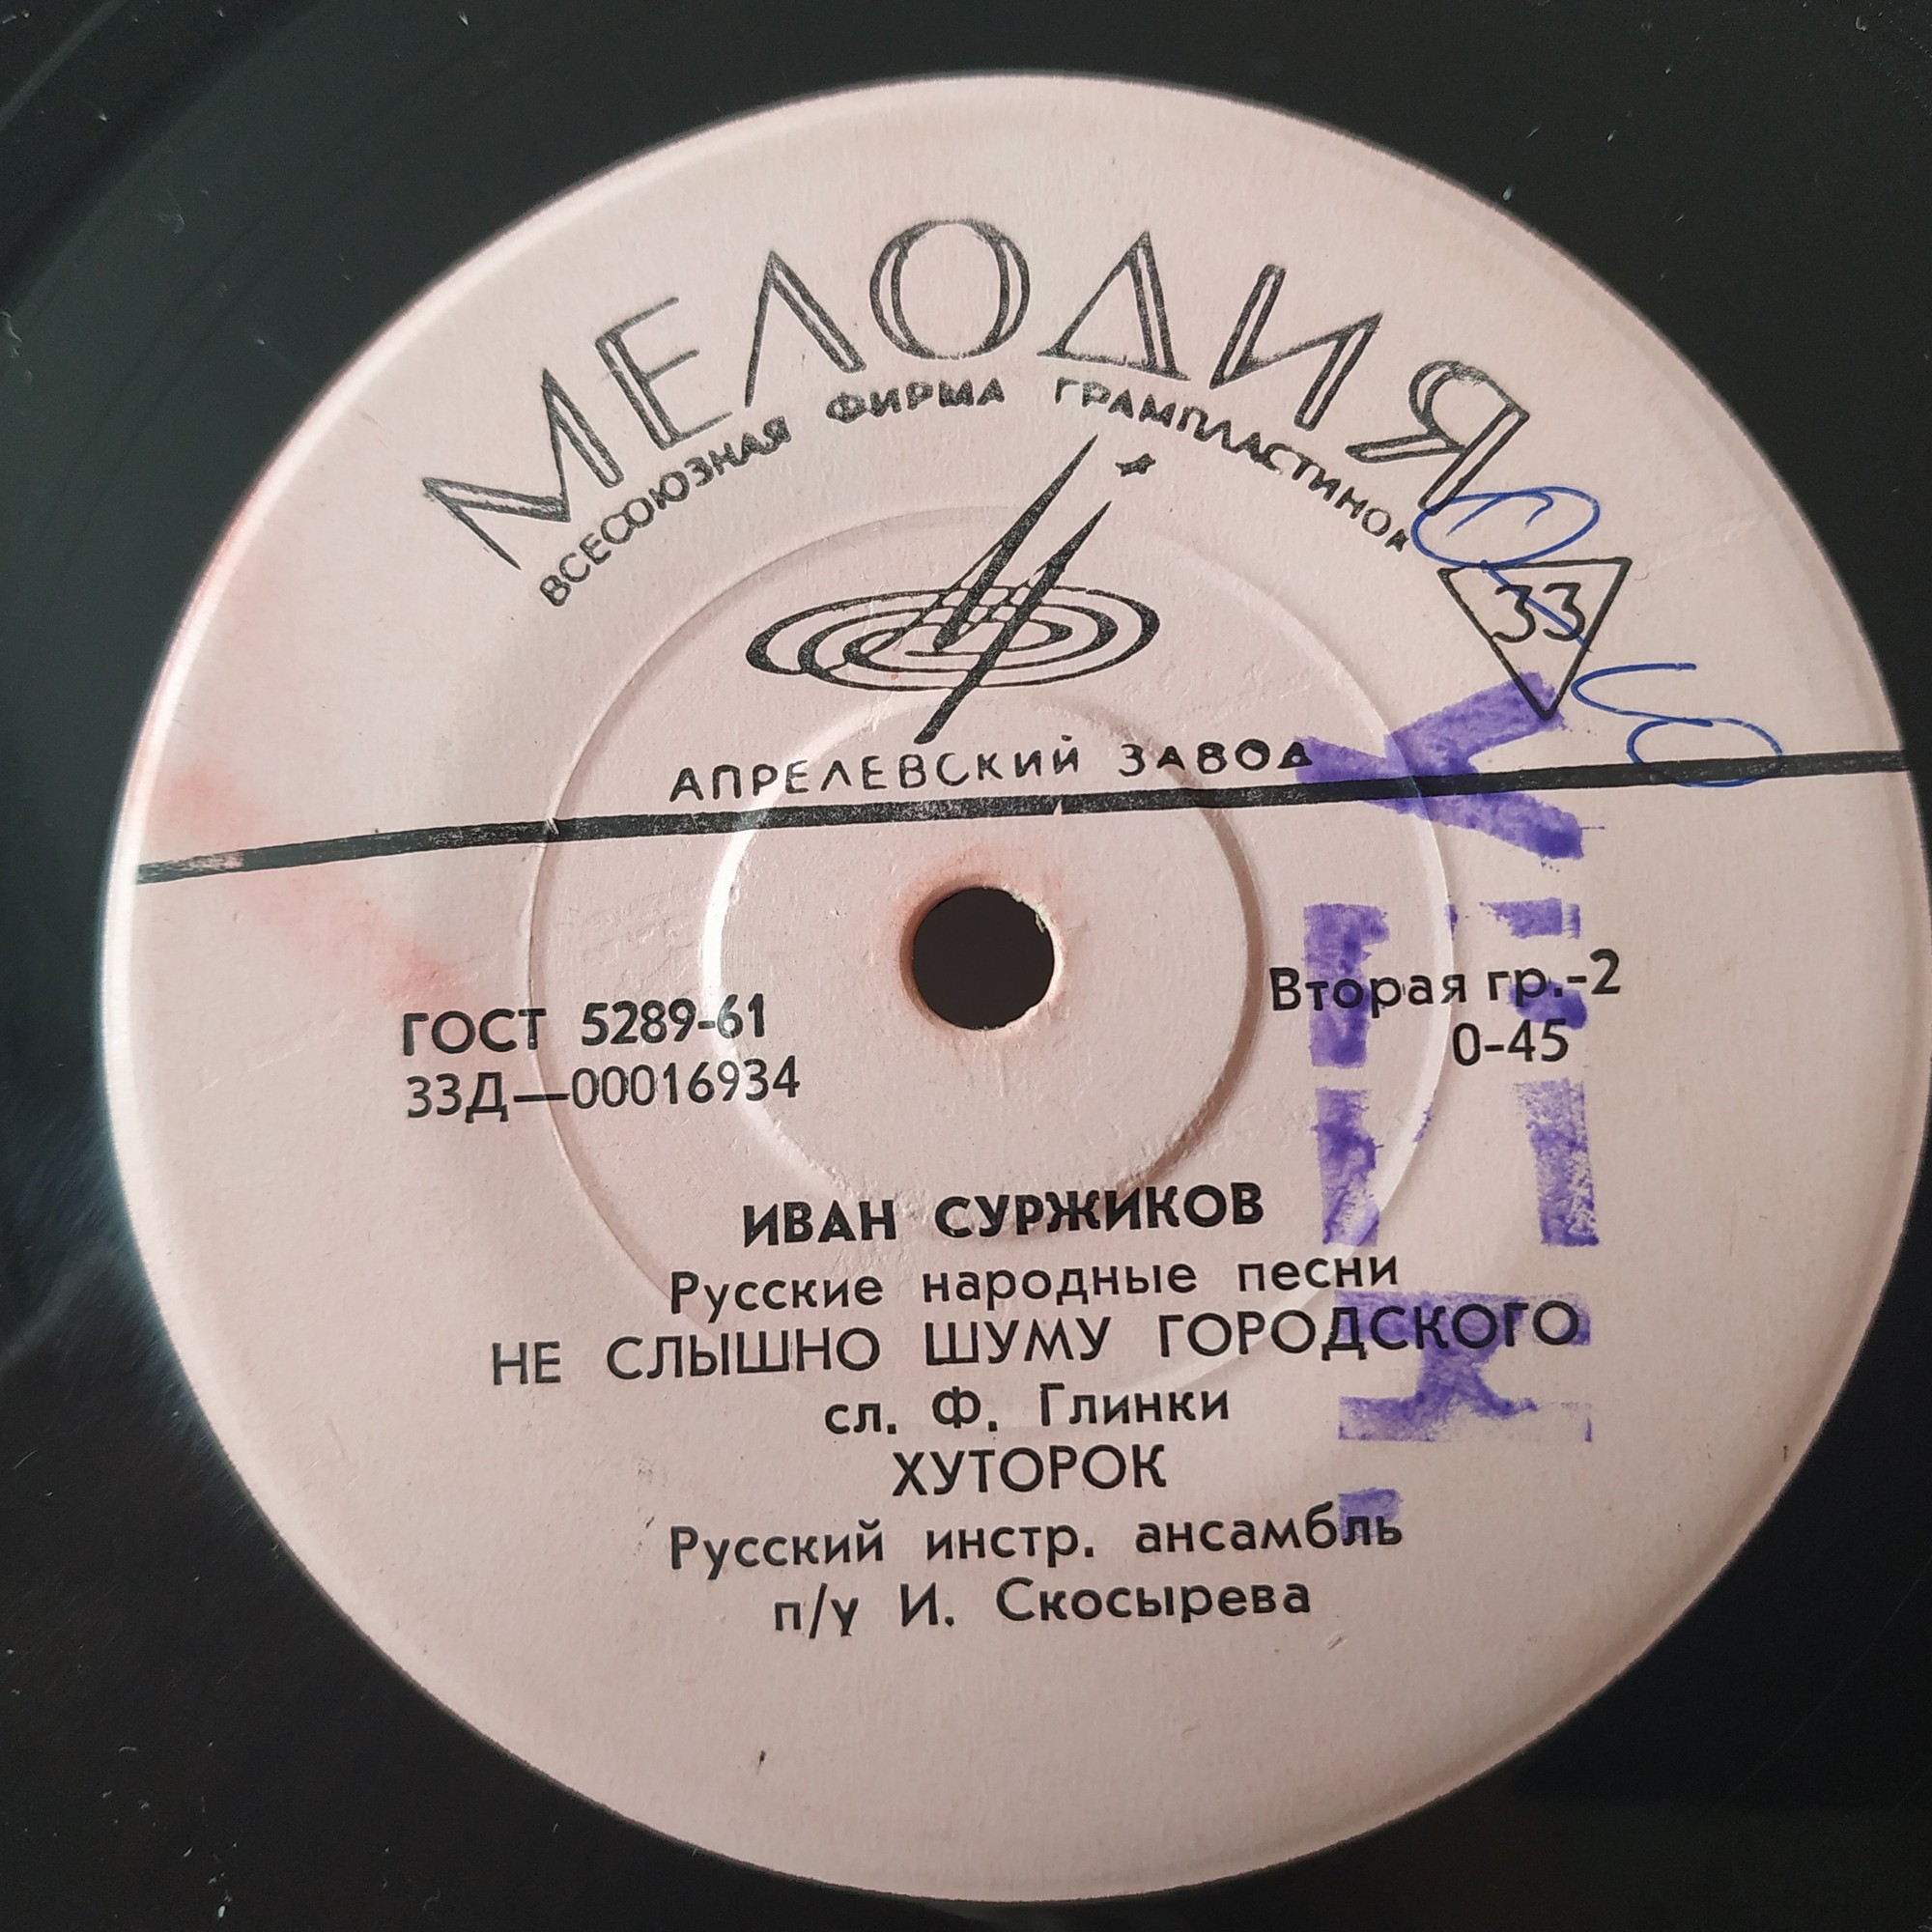 МЕЛОДИЯ
ВСЕСОЮЗНАЯ ФИРМА ГРАМПЛАСТИНОК
33
АПРЕЛЕВСКИЙ ЗАВОД
ГОСТ 5289-61
33Д—00016934
Вторая гр.-2
0-45
ИВАН СУРЖИКОВ
Русские народные песни
НЕ СЛЫШНО ШУМУ ГОРОДСКОГО
сл. Ф. Глинки
ХУТОРОК
Русский инстр. ансамбль
п/у И. Скосырева